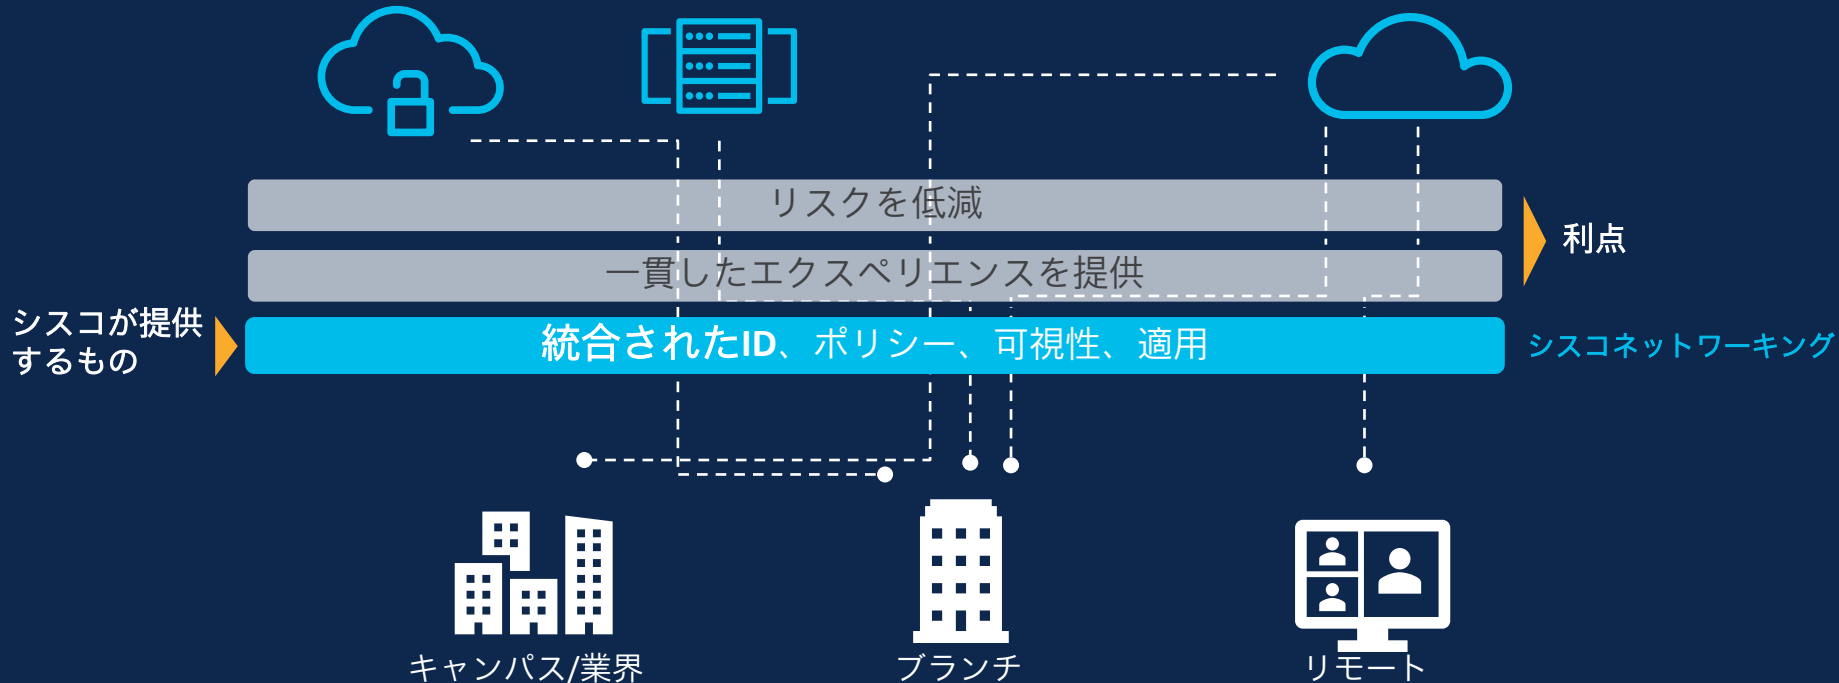 リスクを低減
利点
一貫したエクスペリエンスを提供
シスコが提供
するもの
統合されたID、ポリシー、可視性、適用
シスコネットワーキング
キャンパス/業界
ブランチ
リモート